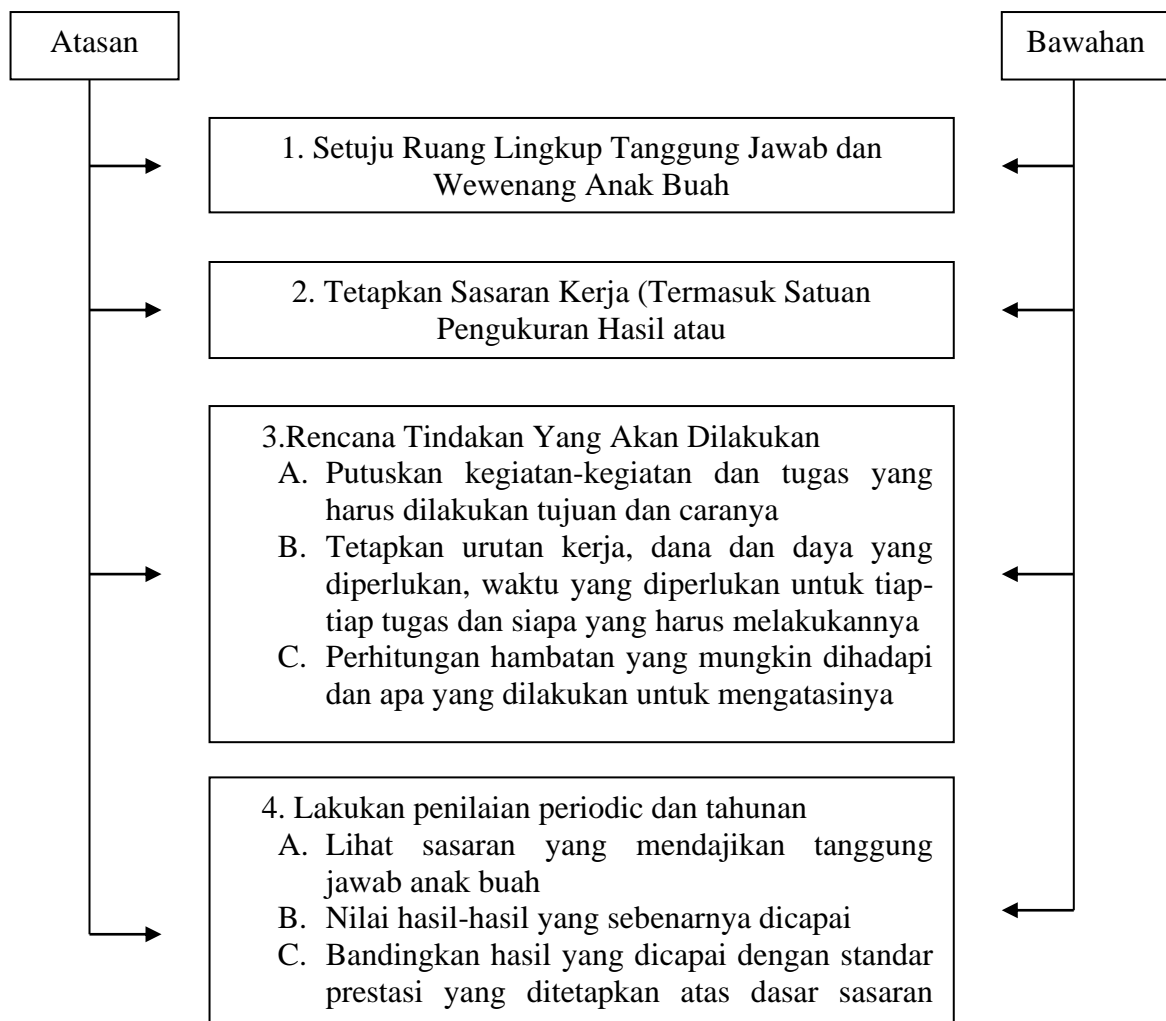 Atasan
Bawahan
1. Setuju Ruang Lingkup Tanggung Jawab dan
Wewenang Anak Buah
2. Tetapkan Sasaran Kerja (Termasuk Satuan
Pengukuran Hasil atau
3.Rencana Tindakan Yang Akan Dilakukan
A. Putuskan kegiatan-kegiatan dan tugas yang
harus dilakukan tujuan dan caranya
B. Tetapkan urutan kerja, dana dan daya yang
diperlukan, waktu yang diperlukan untuk tiap-
tiap tugas dan siapa yang harus melakukannya
C. Perhitungan hambatan yang mungkin dihadapi
dan apa yang dilakukan untuk mengatasinya
4. Lakukan penilaian periodic dan tahunan
A. Lihat sasaran yang mendajikan tanggung
jawab anak buah
B. Nilai hasil-hasil yang sebenarnya dicapai
C. Bandingkan hasil yang dicapai dengan standar
prestasi yang ditetapkan atas dasar sasaran